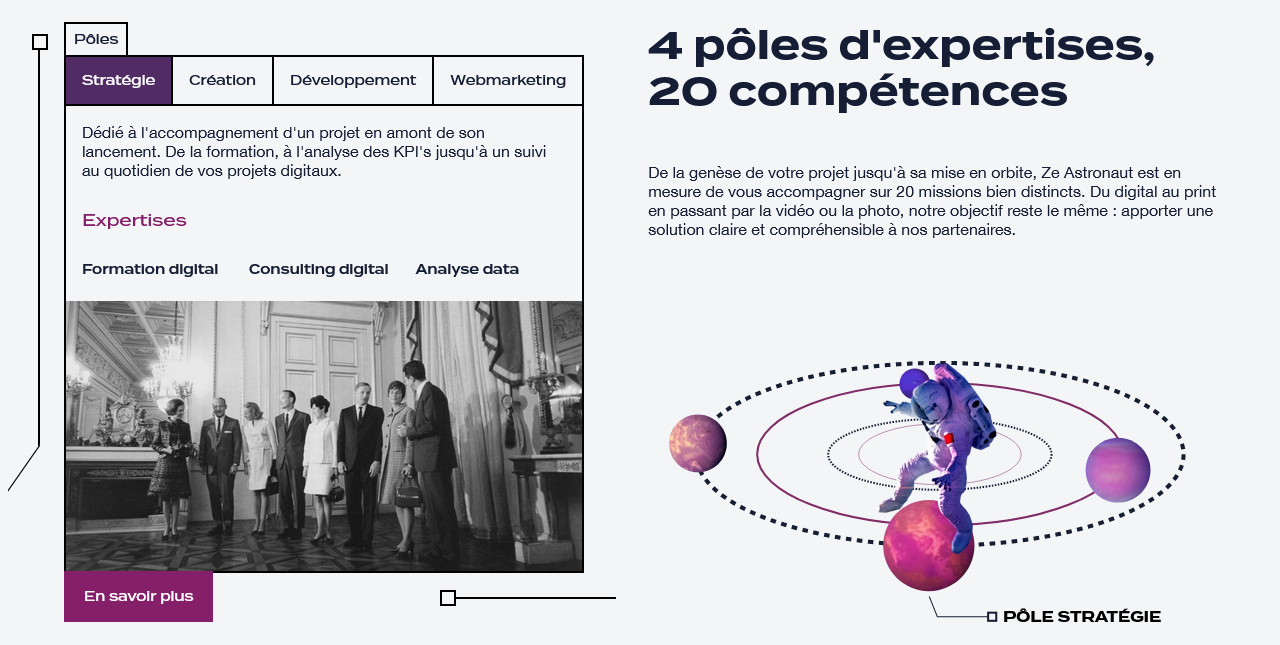 Pôles
Stratégie
Création
Développement
Webmarketing
Dédié à l'accompagnement d'un projet en amont de son
lancement. De la formation, à l'analyse des KPI's jusqu'à un suivi
au quotidien de vos projets digitaux.
Expertises
Formation digital
Consulting digital
Analyse data
En savoir plus
4 pôles d'expertises,
20 compétences
De la genèse de votre projet jusqu'à sa mise en orbite, Ze Astronaut est en
mesure de vous accompagner sur 20 missions bien distincts. Du digital au print
en passant par la vidéo ou la photo, notre objectif reste le même : apporter une
solution claire et compréhensible à nos partenaires.
PÔLE STRATÉGIE